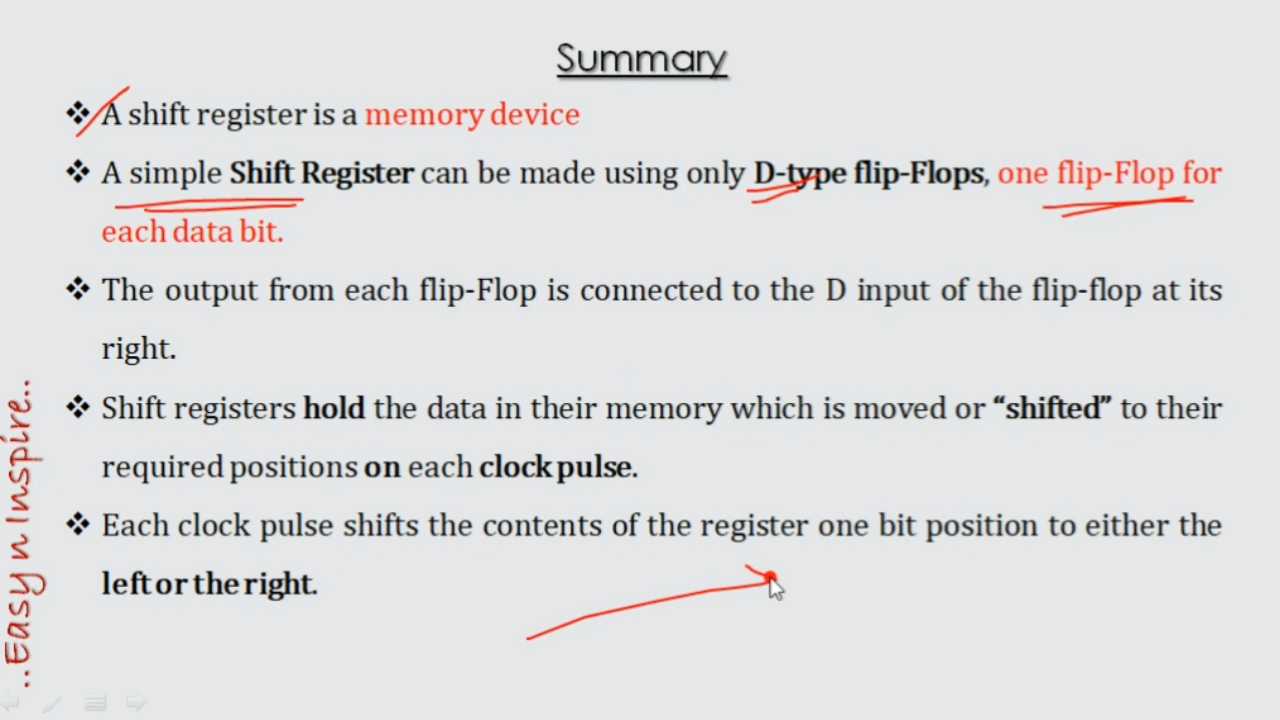 Summary
❖ A shift register is a memory device
❖ A simple Shift Register can be made using only D-type flip-Flops, one flip-Flop for
each data bit.
❖ The output from each flip-Flop is connected to the D input of the flip-flop at its
right.
❖ Shift registers hold the data in their memory which is moved or “shifted” to their
required positions on each clock pulse.
❖ Each clock pulse shifts the contents of the register one bit position to either the
left or the right.
..Easy n Inspire..